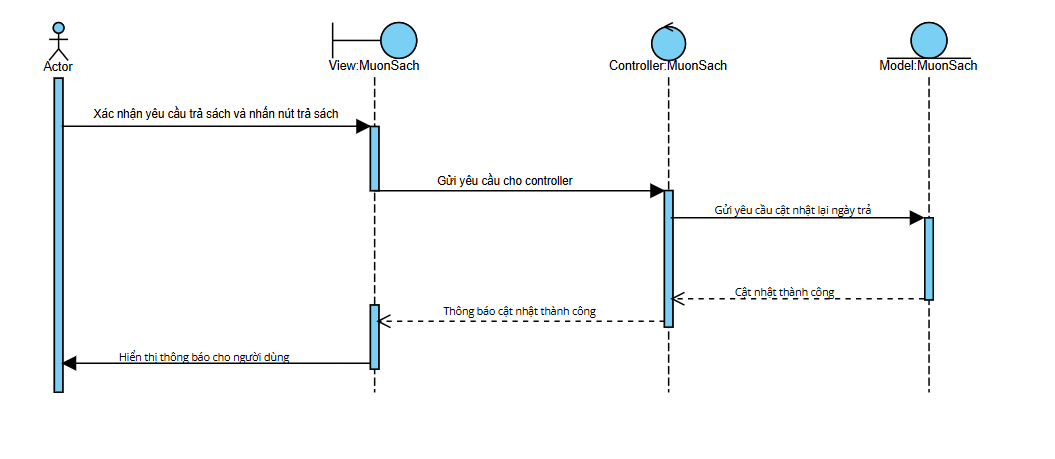 Actor
View:MuonSach
Controller:MuonSach
Model:MuonSach
Xác nhận yêu cầu trả sách và nhấn nút trả sách
Gửi yêu cầu cho controller
Gửi yêu cầu cật nhật lại ngày trả
Cật nhật thành công
Thông báo cật nhật thành công
Hiển thị thông báo cho người dùng